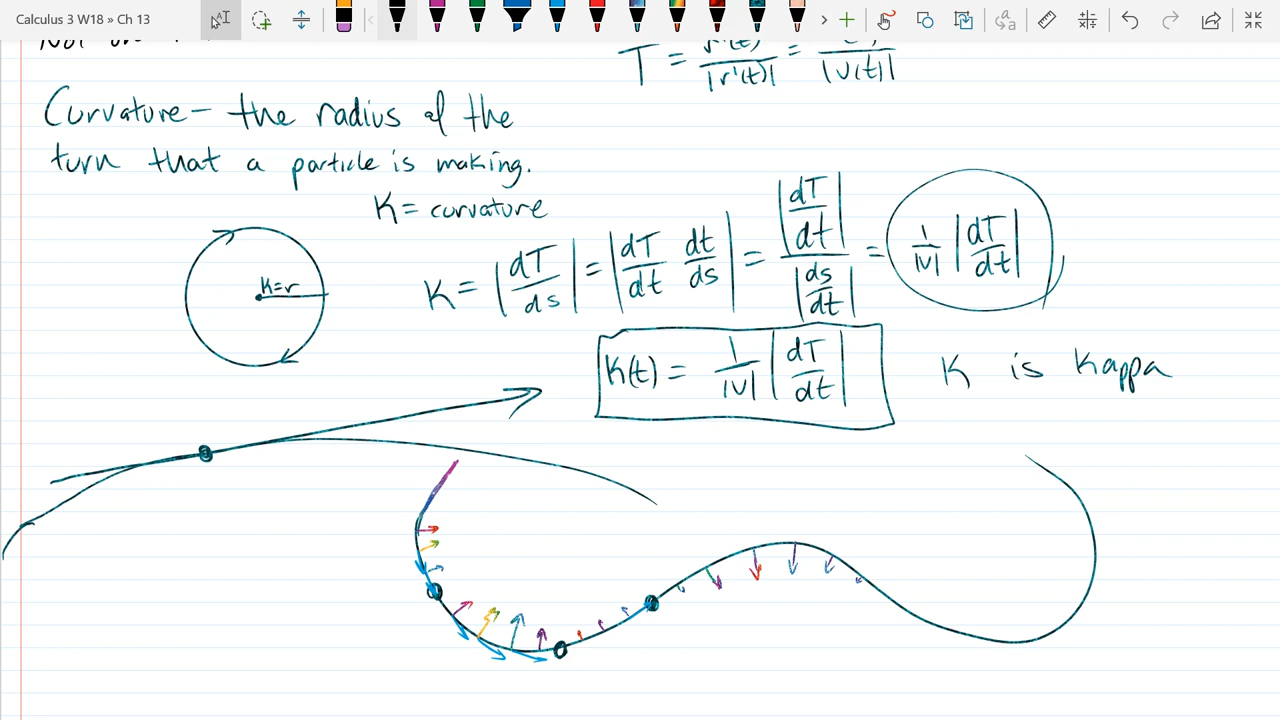 Calculus 3 W18 » Ch 13
T = r'(t) / |r'(t)| = / |v(t)|
Curvature – the radius of the
turn that a particle is making.
K = curvature
K=r
K = |dT/ds| = |dT/dt dt/ds| = |dT/dt| / |ds/dt| = 1/|v| |dT/dt|
K(t) = 1/|v| |dT/dt|
K is Kappa